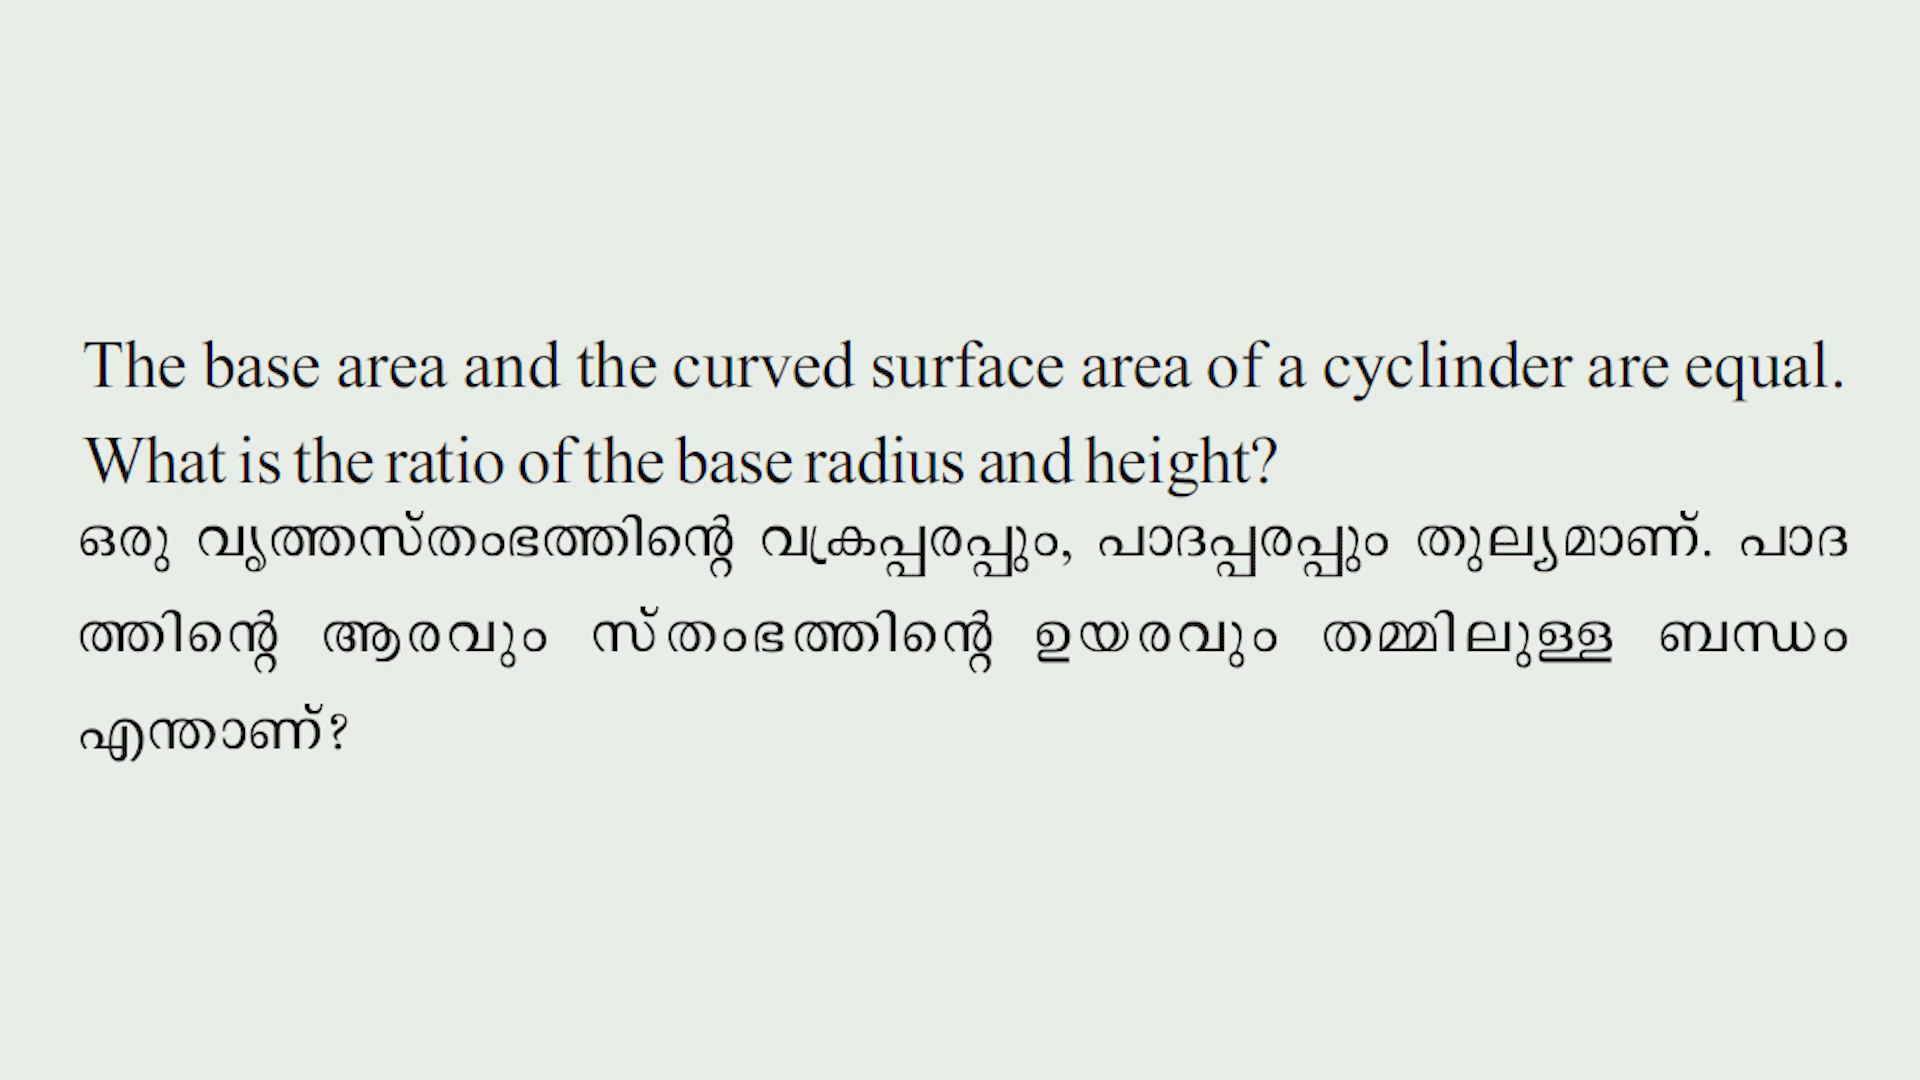 The base area and the curved surface area of a cyclinder are equal.
What is the ratio of the base radius and height?
ഒരു വൃത്തസ്തംഭത്തിന്റെ വക്രപ്പരപ്പും, പാദപ്പരപ്പും തുല്യമാണ്. പാദ
ത്തിന്റെ ആരവും സ്തംഭത്തിന്റെ ഉയരവും തമ്മിലുള്ള ബന്ധം
എന്താണ്?